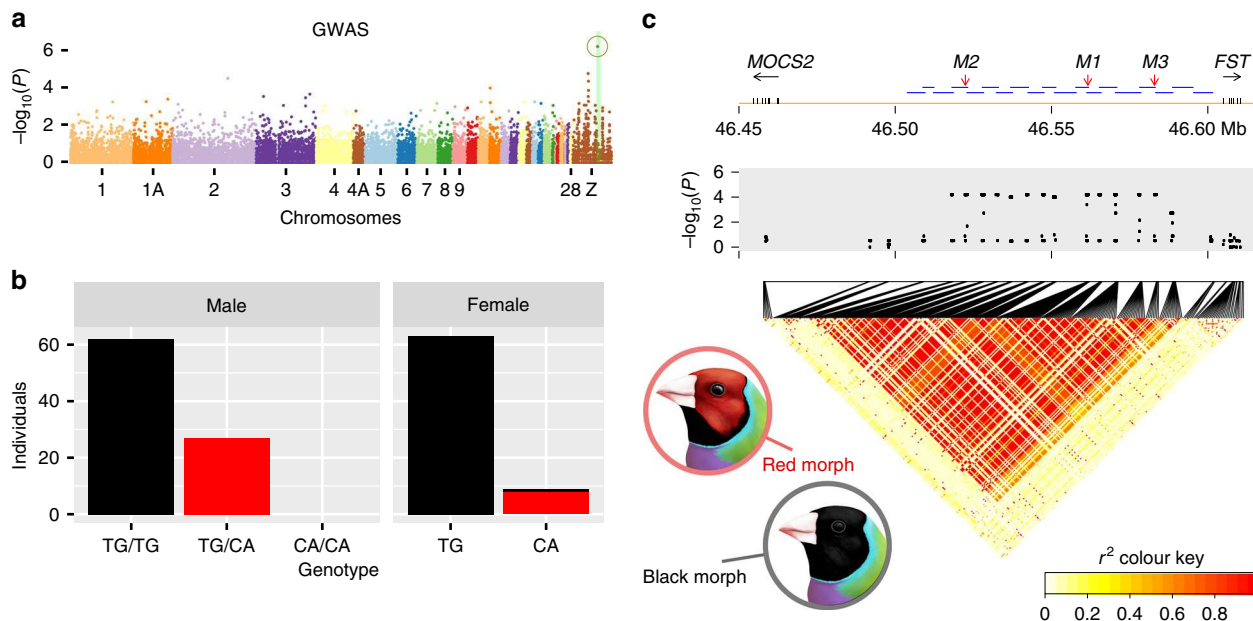 a
GWAS
6
4
2
0
–log10(P)
1 1A 2 3 4 4A 5 6 7 8 9 28 Z
Chromosomes
b
Male Female
60
40
20
0
Individuals
TG/TG TG/CA CA/CA TG CA
Genotype
c
MOCS2 M2 M1 M3 FST
46.45 46.50 46.55 46.60 Mb
6
4
2
0
–log10(P)
Red morph
Black morph
r2 colour key
0 0.2 0.4 0.6 0.8